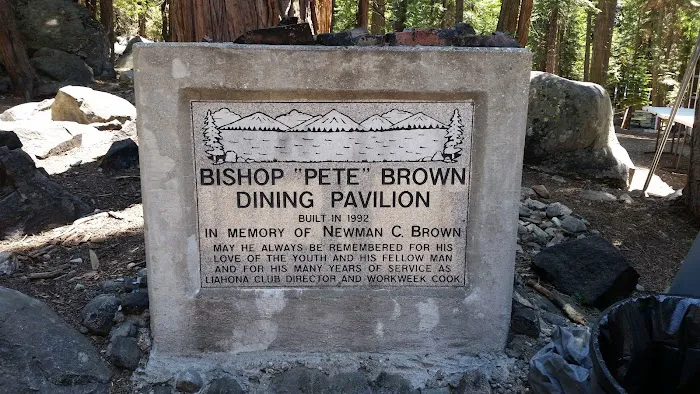 BISHOP "PETE" BROWN
DINING PAVILION
BUILT IN 1992
IN MEMORY OF NEWMAN C. BROWN
MAY HE ALWAYS BE REMEMBERED FOR HIS
LOVE OF THE YOUTH AND HIS FELLOW MAN
AND FOR HIS MANY YEARS OF SERVICE AS
LIAHONA CLUB DIRECTOR AND WORKWEEK COOK